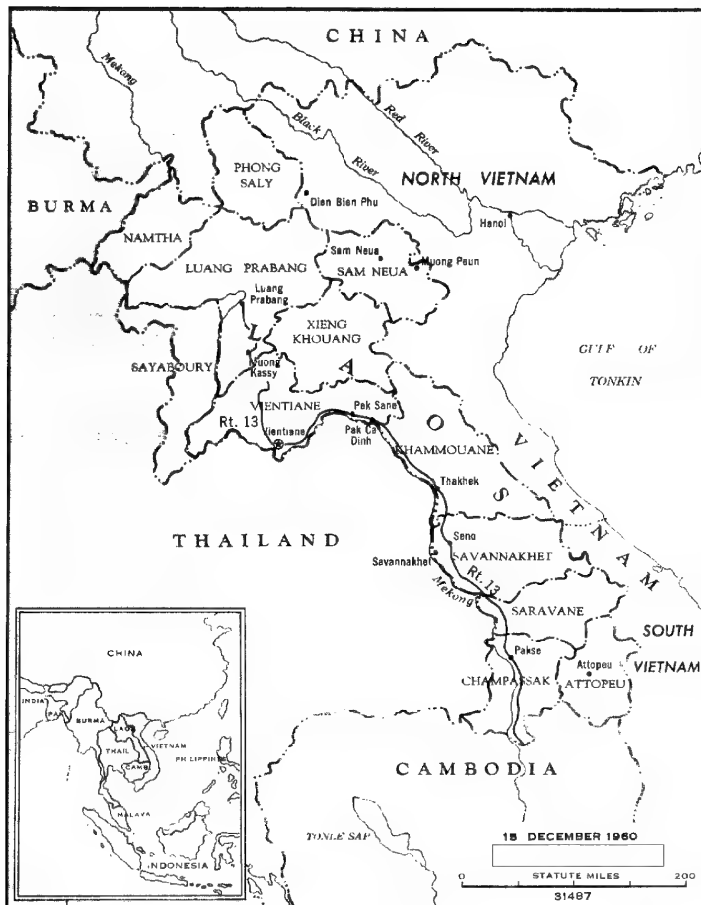 CHINA
Mekong
Red River
Black River
PHONG
SALY
NORTH VIETNAM
Dien Bien Phu
BURMA
Hanoi
NAMTHA
Sam Neua
Muong Peun
LUANG PRABANG
SAM NEUA
Luang
Prabang
XIENG
KHOUANG
GULF OF
TONKIN
L A O S
SAYABOURY
Muong
Kassy
VIENTIANE
Pek Sane
Rt. 13
Vientiane
Pak Ca
Dinh
KHAMMOUANE
VIETNAM
Thakhek
THAILAND
Seno
SAVANNAKHET
Savannakhet
Rt. 13
Mekong
SARAVANE
SOUTH
VIETNAM
Pakse
Attopeu
CHAMPASSAK
ATTOPEU
CAMBODIA
TONLE SAP
CHINA
INDIA
PAK
BURMA
LAOS
THAIL
VIETNAM
PHILIPPINE
CAMB
MALAYA
INDONESIA
15 DECEMBER 1960
STATUTE MILES
0 200
31487